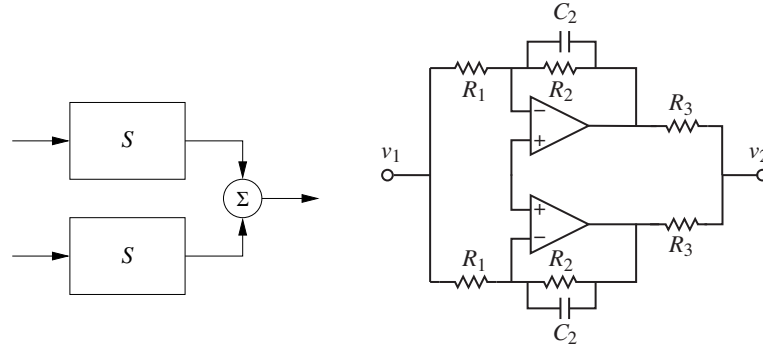 S
Σ
S
C₂
R₁
R₂
−
+
R₃
v₁
v₂
+
−
R₁
R₂
R₃
C₂